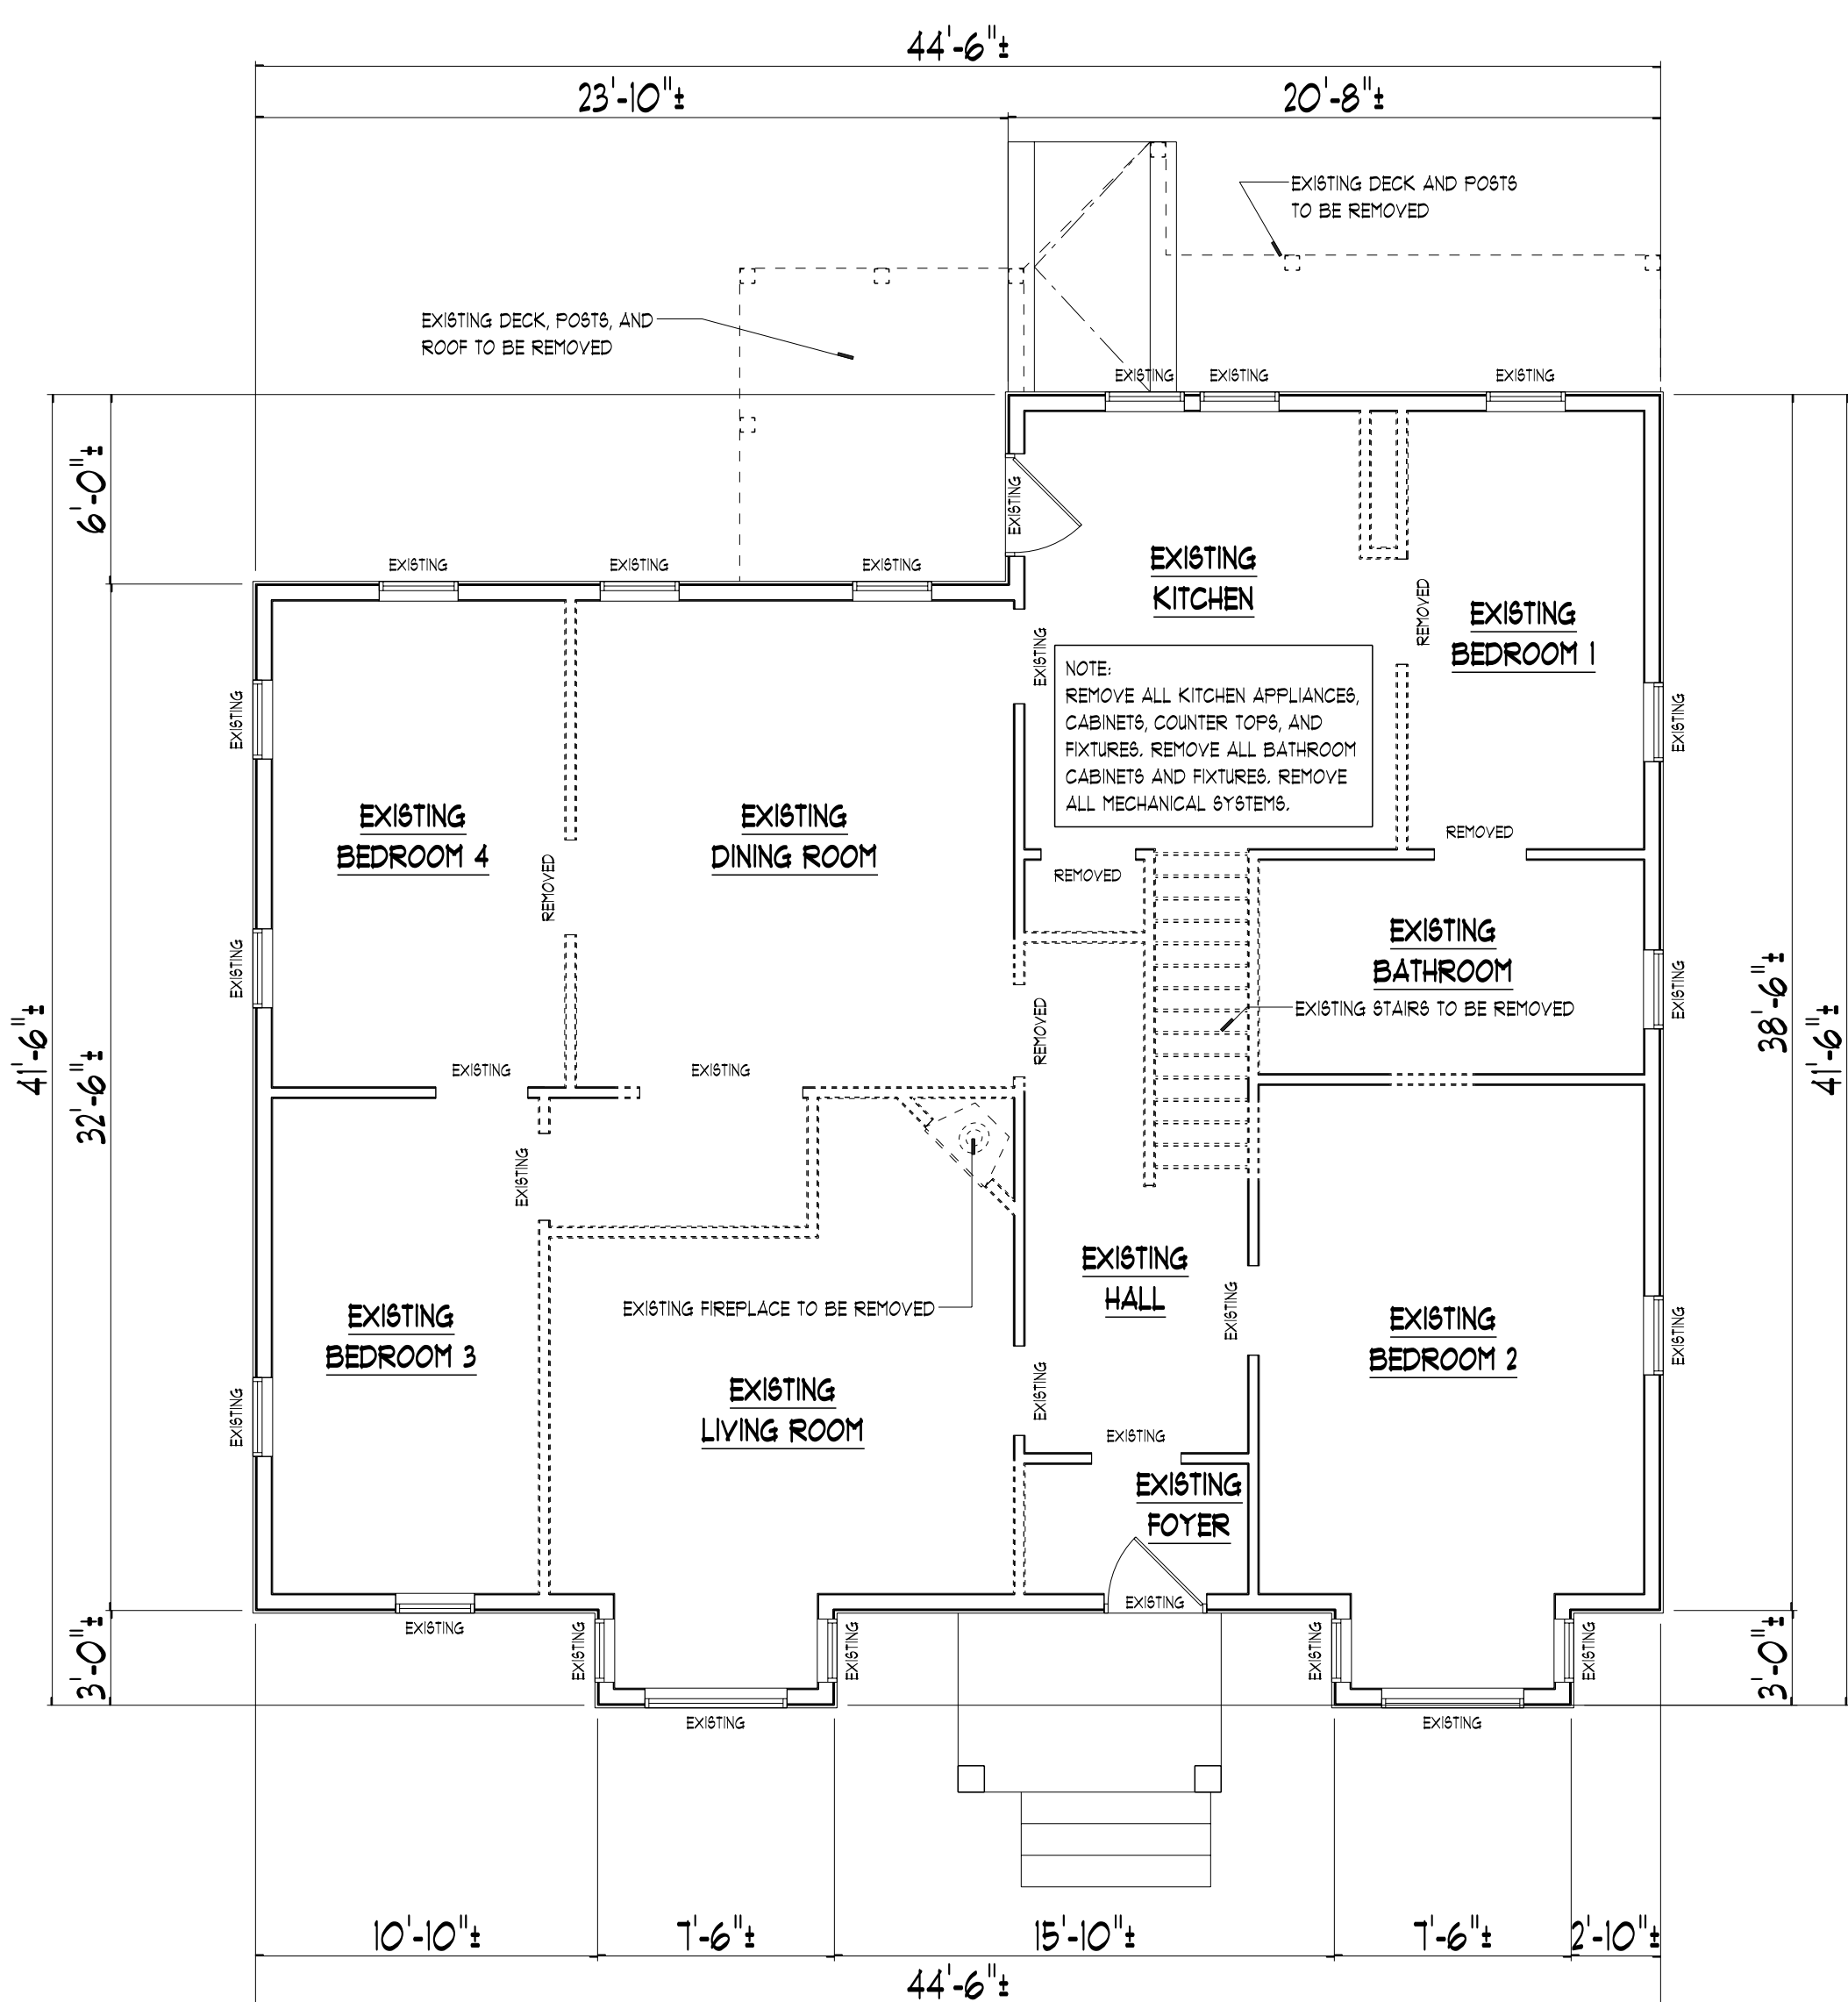 44'-6"±
23'-10"±
20'-8"±
EXISTING DECK AND POSTS
TO BE REMOVED
EXISTING DECK, POSTS, AND
ROOF TO BE REMOVED
EXISTING
EXISTING
EXISTING
6'-0"±
EXISTING
EXISTING
EXISTING
EXISTING
EXISTING
KITCHEN
REMOVED
EXISTING
BEDROOM 1
EXISTING
NOTE:
REMOVE ALL KITCHEN APPLIANCES,
CABINETS, COUNTER TOPS, AND
FIXTURES. REMOVE ALL BATHROOM
CABINETS AND FIXTURES. REMOVE
ALL MECHANICAL SYSTEMS.
EXISTING
EXISTING
EXISTING
BEDROOM 4
EXISTING
DINING ROOM
REMOVED
REMOVED
REMOVED
EXISTING
BATHROOM
EXISTING
EXISTING
EXISTING STAIRS TO BE REMOVED
REMOVED
41'-6"±
32'-6"±
38'-6"±
41'-6"±
EXISTING
EXISTING
EXISTING
EXISTING
HALL
EXISTING FIREPLACE TO BE REMOVED
EXISTING
EXISTING
BEDROOM 3
EXISTING
BEDROOM 2
EXISTING
EXISTING
LIVING ROOM
EXISTING
EXISTING
EXISTING
EXISTING
FOYER
EXISTING
EXISTING
3'-0"±
EXISTING
EXISTING
EXISTING
EXISTING
3'-0"±
EXISTING
EXISTING
10'-10"±
7'-6"±
15'-10"±
7'-6"±
2'-10"±
44'-6"±